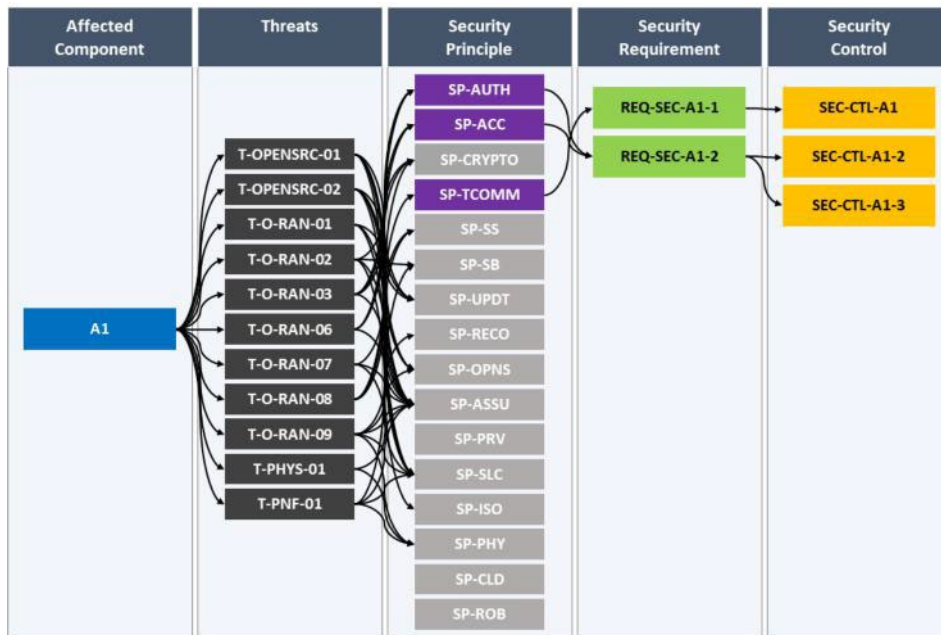 Affected
Component
Threats
Security
Principle
Security
Requirement
Security
Control
A1
T-OPENSRC-01
T-OPENSRC-02
T-O-RAN-01
T-O-RAN-02
T-O-RAN-03
T-O-RAN-06
T-O-RAN-07
T-O-RAN-08
T-O-RAN-09
T-PHYS-01
T-PNF-01
SP-AUTH
SP-ACC
SP-CRYPTO
SP-TCOMM
SP-SS
SP-SB
SP-UPDT
SP-RECO
SP-OPNS
SP-ASSU
SP-PRV
SP-SLC
SP-ISO
SP-PHY
SP-CLD
SP-ROB
REQ-SEC-A1-1
REQ-SEC-A1-2
SEC-CTL-A1
SEC-CTL-A1-2
SEC-CTL-A1-3